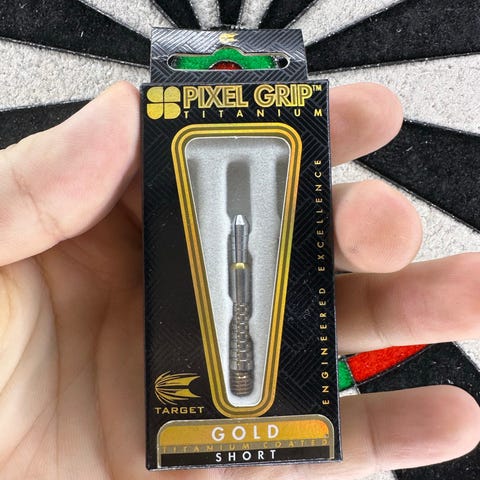 PIXEL GRIP™
TITANIUM
ENGINEERED EXCELLENCE
TARGET
GOLD
TITANIUM COATED
SHORT